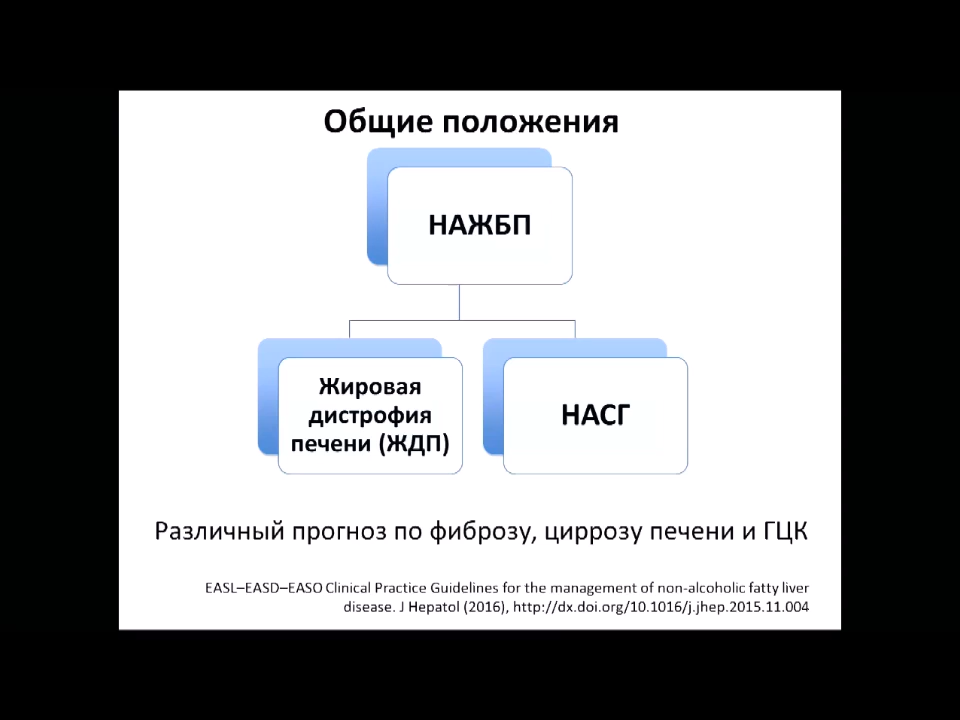 Общие положения
НАЖБП
Жировая
дистрофия
печени (ЖДП)
НАСГ
Различный прогноз по фиброзу, циррозу печени и ГЦК
EASL–EASD–EASO Clinical Practice Guidelines for the management of non-alcoholic fatty liver
disease. J Hepatol (2016), http://dx.doi.org/10.1016/j.jhep.2015.11.004